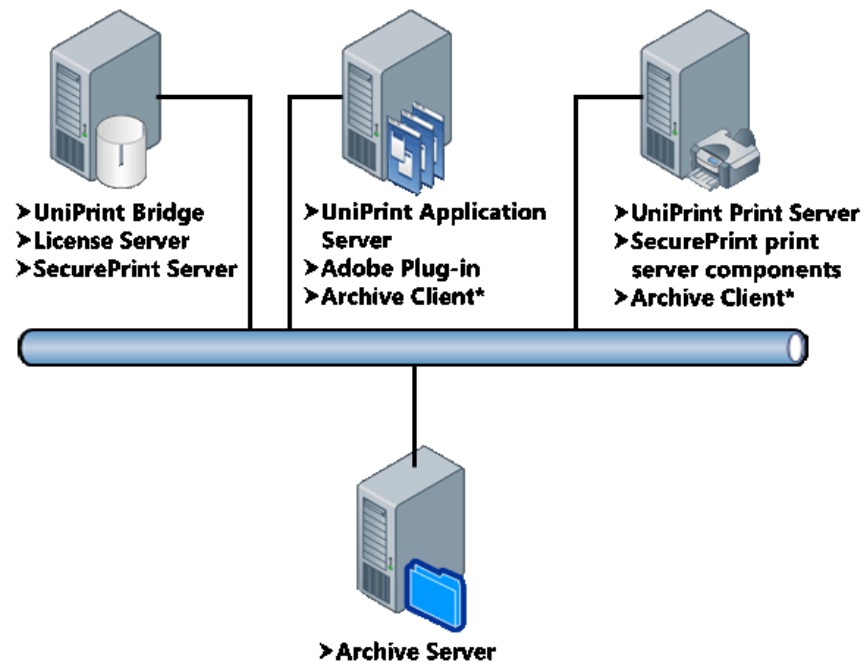 ➤UniPrint Bridge
➤License Server
➤SecurePrint Server
➤UniPrint Application
Server
➤Adobe Plug-in
➤Archive Client*
➤UniPrint Print Server
➤SecurePrint print
server components
➤Archive Client*
➤Archive Server